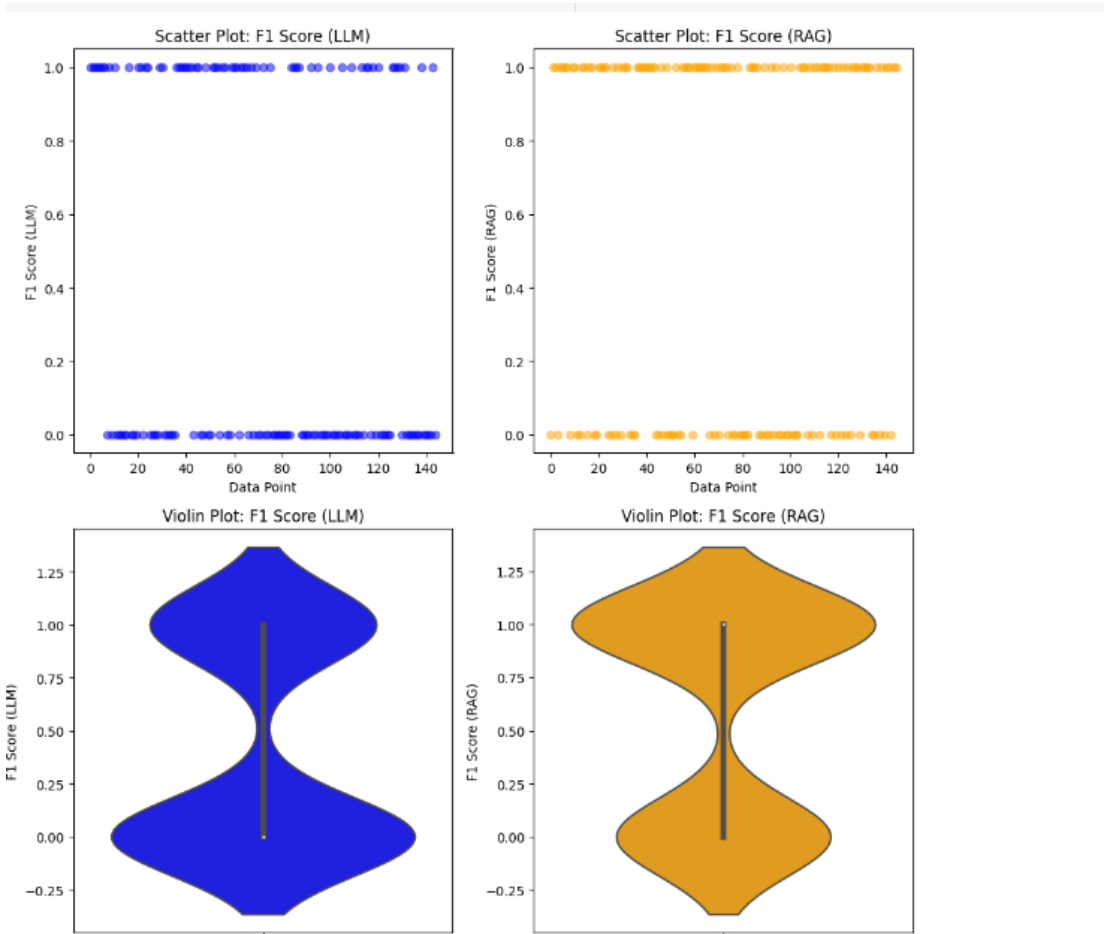 Scatter Plot: F1 Score (LLM)
1.0
0.8
0.6
0.4
0.2
0.0
F1 Score (LLM)
0 20 40 60 80 100 120 140
Data Point
Scatter Plot: F1 Score (RAG)
1.0
0.8
0.6
0.4
0.2
0.0
F1 Score (RAG)
0 20 40 60 80 100 120 140
Data Point
Violin Plot: F1 Score (LLM)
1.25
1.00
0.75
0.50
0.25
0.00
−0.25
F1 Score (LLM)
Violin Plot: F1 Score (RAG)
1.25
1.00
0.75
0.50
0.25
0.00
−0.25
F1 Score (RAG)